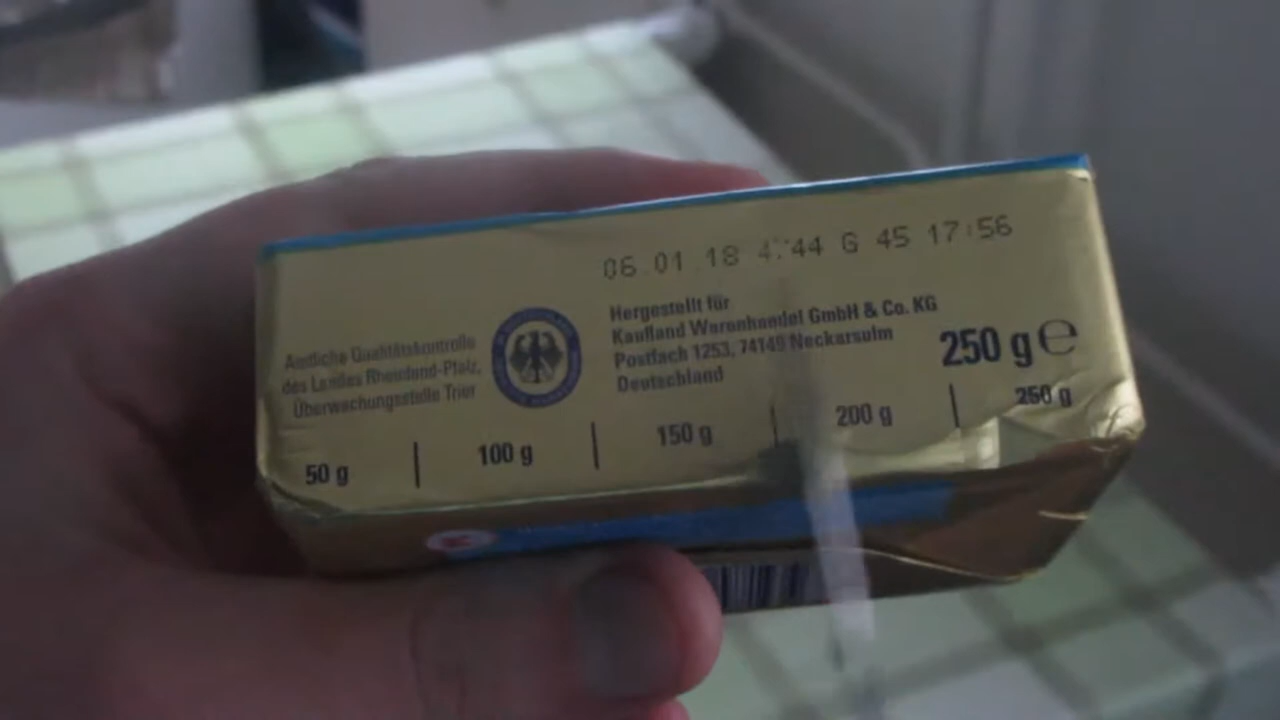 06 01 18 44 G 45 17:56
Amtliche Qualitätskontrolle
des Landes Rheinland-Pfalz,
Überwachungsstelle Trier
Hergestellt für
Kaufland Warenhandel GmbH & Co. KG
Postfach 1253, 74149 Neckarsulm
Deutschland
250 g e
50 g | 100 g | 150 g | 200 g | 250 g